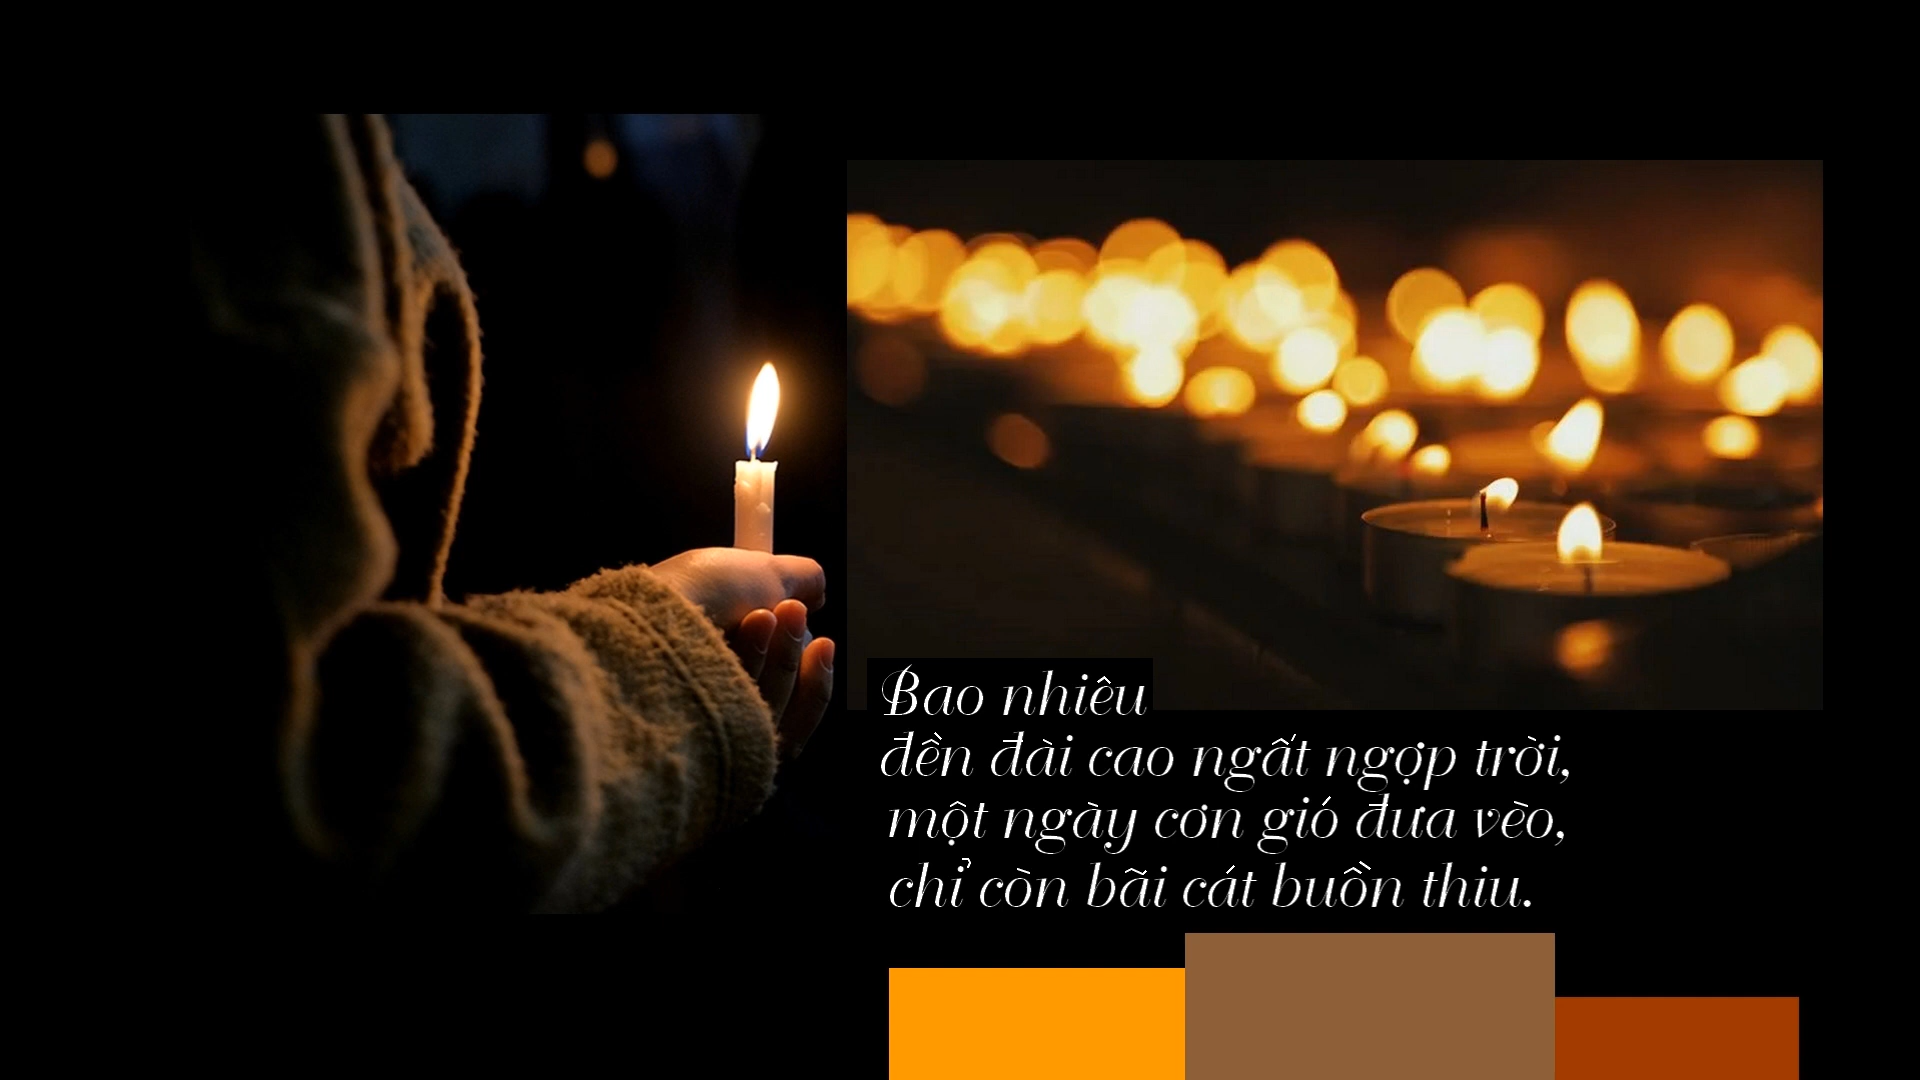 Bao nhiêu
đền đài cao ngất ngợp trời,
một ngày cơn gió đưa vèo,
chỉ còn bãi cát buồn thiu.